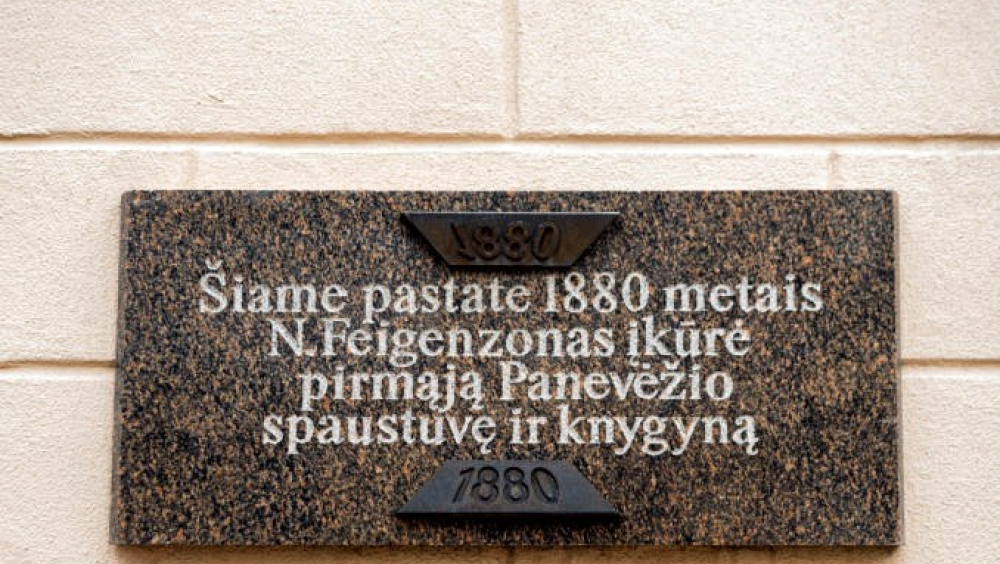 1880
Šiame pastate 1880 metais
N.Feigenzonas įkūrė
pirmąją Panevėžio
spaustuvę ir knygyną
1880